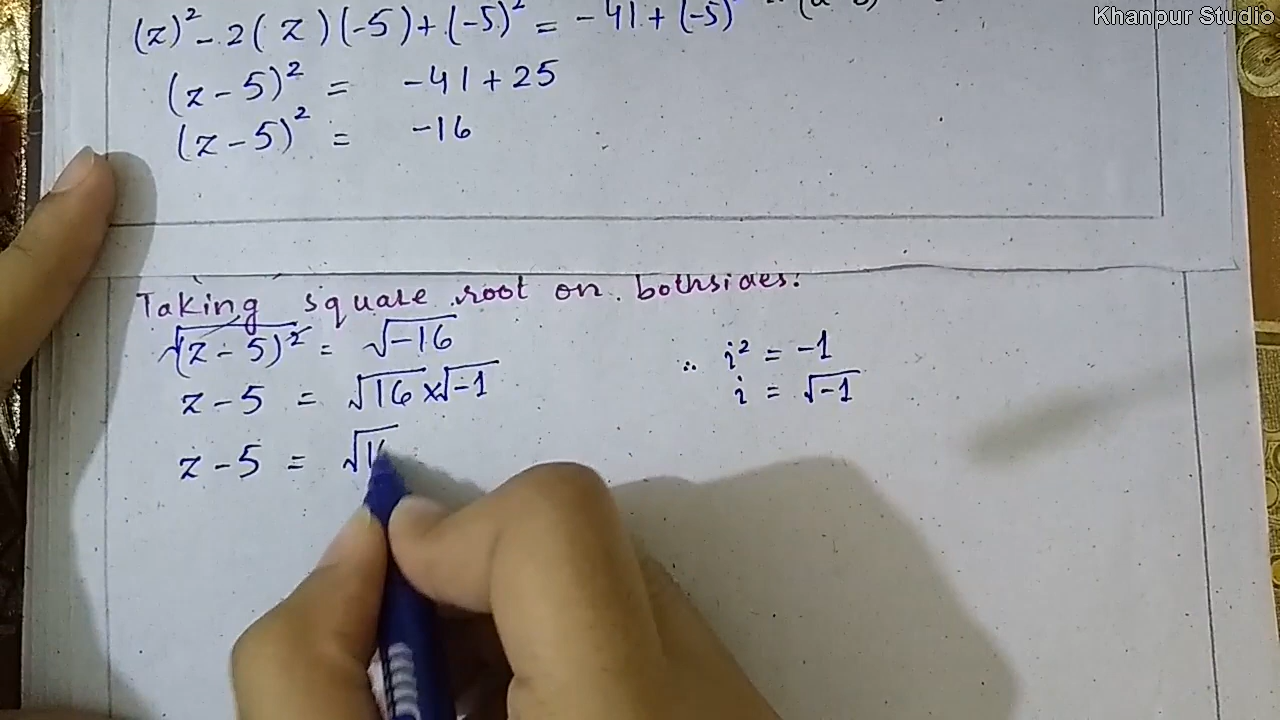 Khanpur Studio
(z)² - 2(z)(-5) + (-5)² = -41 + (-5)²
(z - 5)² = -41 + 25
(z - 5)² = -16
Taking square root on bothsides.
√(z - 5)² = √-16
z - 5 = √16 × √-1
∴ i² = -1
i = √-1
z - 5 =